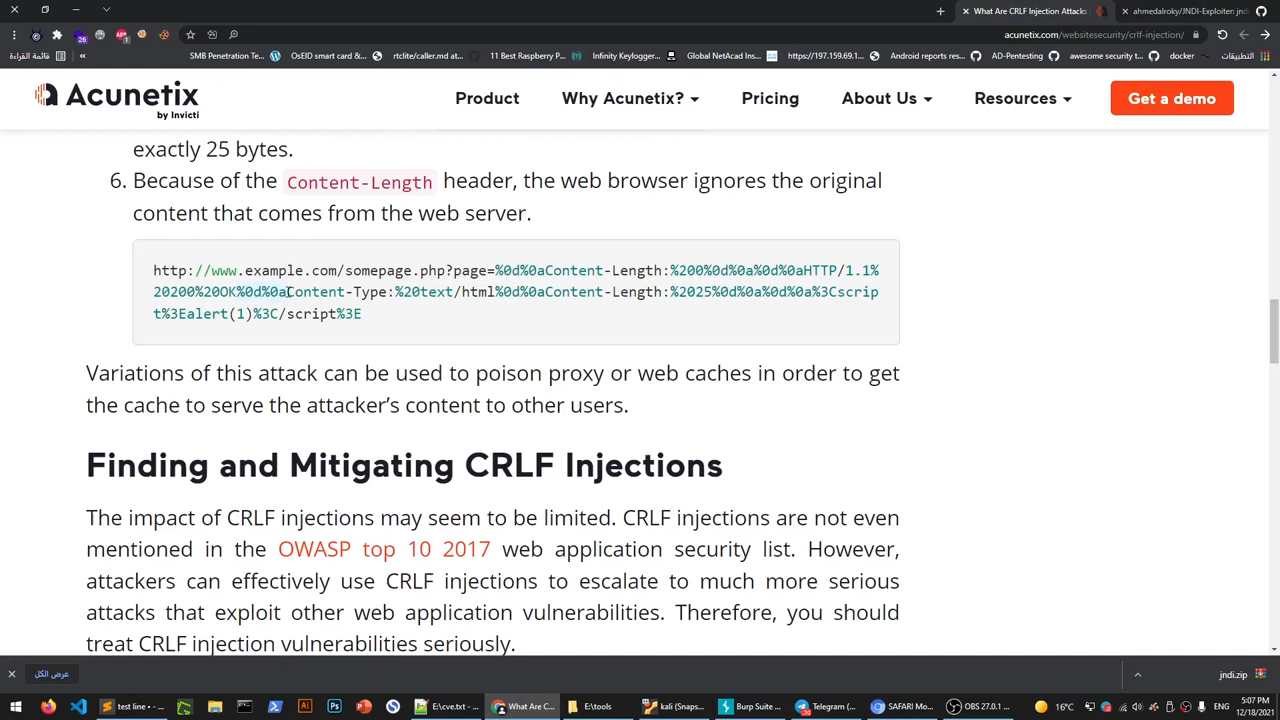 What Are CRLF Injection Attacks
ahmedalroky/JNDI-Exploiter: jnd
acunetix.com/websitesecurity/crlf-injection/
قائمة القراءة
SMB Penetration Te...
OsEID smart card &...
rtclite/caller.md at...
11 Best Raspberry P...
Infinity Keylogger...
Global NetAcad Inst...
https://197.159.69.1...
Android reports res...
AD-Pentesting
awesome security t...
docker
التطبيقات
Acunetix
by Invicti
Product
Why Acunetix?
Pricing
About Us
Resources
Get a demo
exactly 25 bytes.
6. Because of the Content-Length header, the web browser ignores the original
content that comes from the web server.
http://www.example.com/somepage.php?page=%0d%0aContent-Length:%200%0d%0a%0d%0aHTTP/1.1%
20200%20OK%0d%0aContent-Type:%20text/html%0d%0aContent-Length:%2025%0d%0a%0d%0a%3Cscrip
t%3Ealert(1)%3C/script%3E
Variations of this attack can be used to poison proxy or web caches in order to get
the cache to serve the attacker’s content to other users.
Finding and Mitigating CRLF Injections
The impact of CRLF injections may seem to be limited. CRLF injections are not even
mentioned in the OWASP top 10 2017 web application security list. However,
attackers can effectively use CRLF injections to escalate to much more serious
attacks that exploit other web application vulnerabilities. Therefore, you should
treat CRLF injection vulnerabilities seriously.
عرض الكل
jndi.zip
test line • -...
E:\cve.txt - ...
What Are C...
E:\tools
kali (Snaps...
Burp Suite ...
Telegram (...
SAFARI Mo...
OBS 27.0.1 ...
16°C
ENG
5:07 PM
12/18/2021